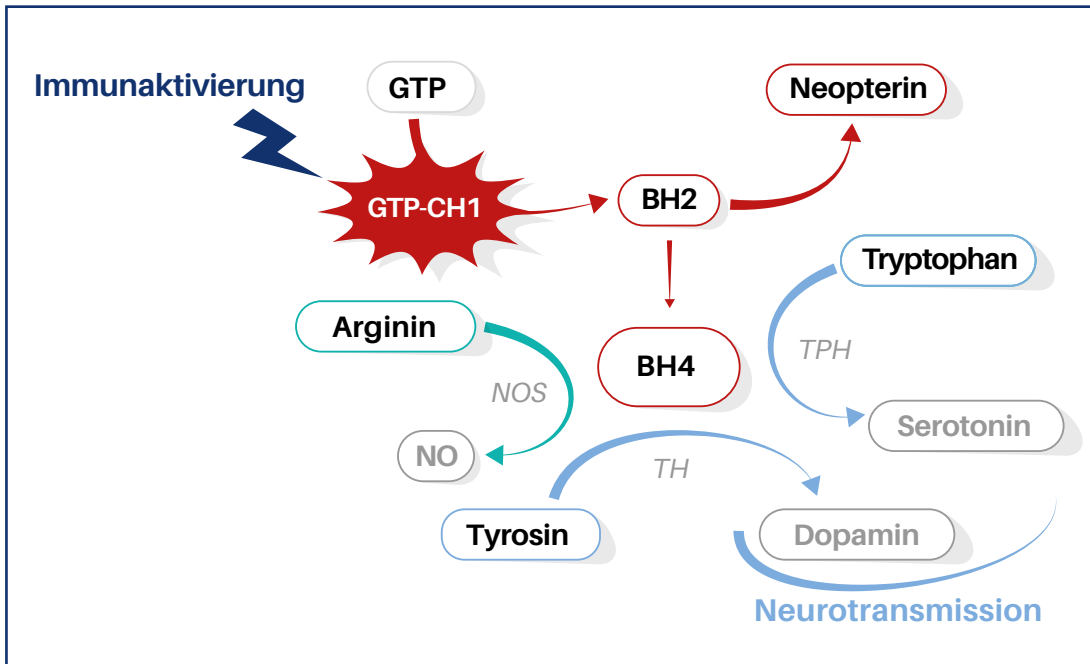 Immunaktivierung
GTP
Neopterin
GTP-CH1
BH2
Tryptophan
Arginin
TPH
BH4
NOS
Serotonin
NO
TH
Tyrosin
Dopamin
Neurotransmission